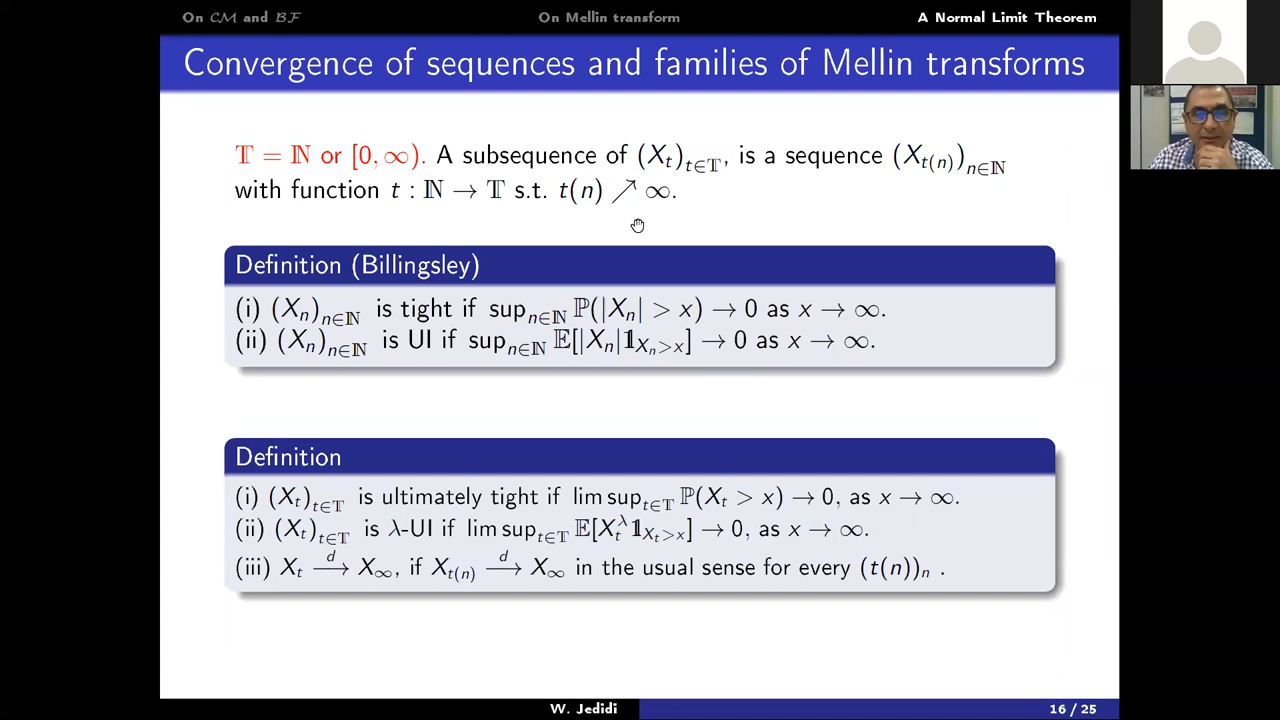 On CM and BF On Mellin transform A Normal Limit Theorem
Convergence of sequences and families of Mellin transforms
𝕋 = ℕ or [0, ∞). A subsequence of (X_t)_{t∈𝕋}, is a sequence (X_{t(n)})_{n∈ℕ}
with function t : ℕ → 𝕋 s.t. t(n) ↗ ∞.
Definition (Billingsley)
(i) (X_n)_{n∈ℕ} is tight if sup_{n∈ℕ} ℙ(|X_n| > x) → 0 as x → ∞.
(ii) (X_n)_{n∈ℕ} is UI if sup_{n∈ℕ} 𝔼[|X_n|𝟙_{X_n>x}] → 0 as x → ∞.
Definition
(i) (X_t)_{t∈𝕋} is ultimately tight if lim sup_{t∈𝕋} ℙ(X_t > x) → 0, as x → ∞.
(ii) (X_t)_{t∈𝕋} is λ-UI if lim sup_{t∈𝕋} 𝔼[X_t^λ 𝟙_{X_t>x}] → 0, as x → ∞.
(iii) X_t →^d X_∞, if X_{t(n)} →^d X_∞ in the usual sense for every (t(n))_n .
W. Jedidi 16 / 25